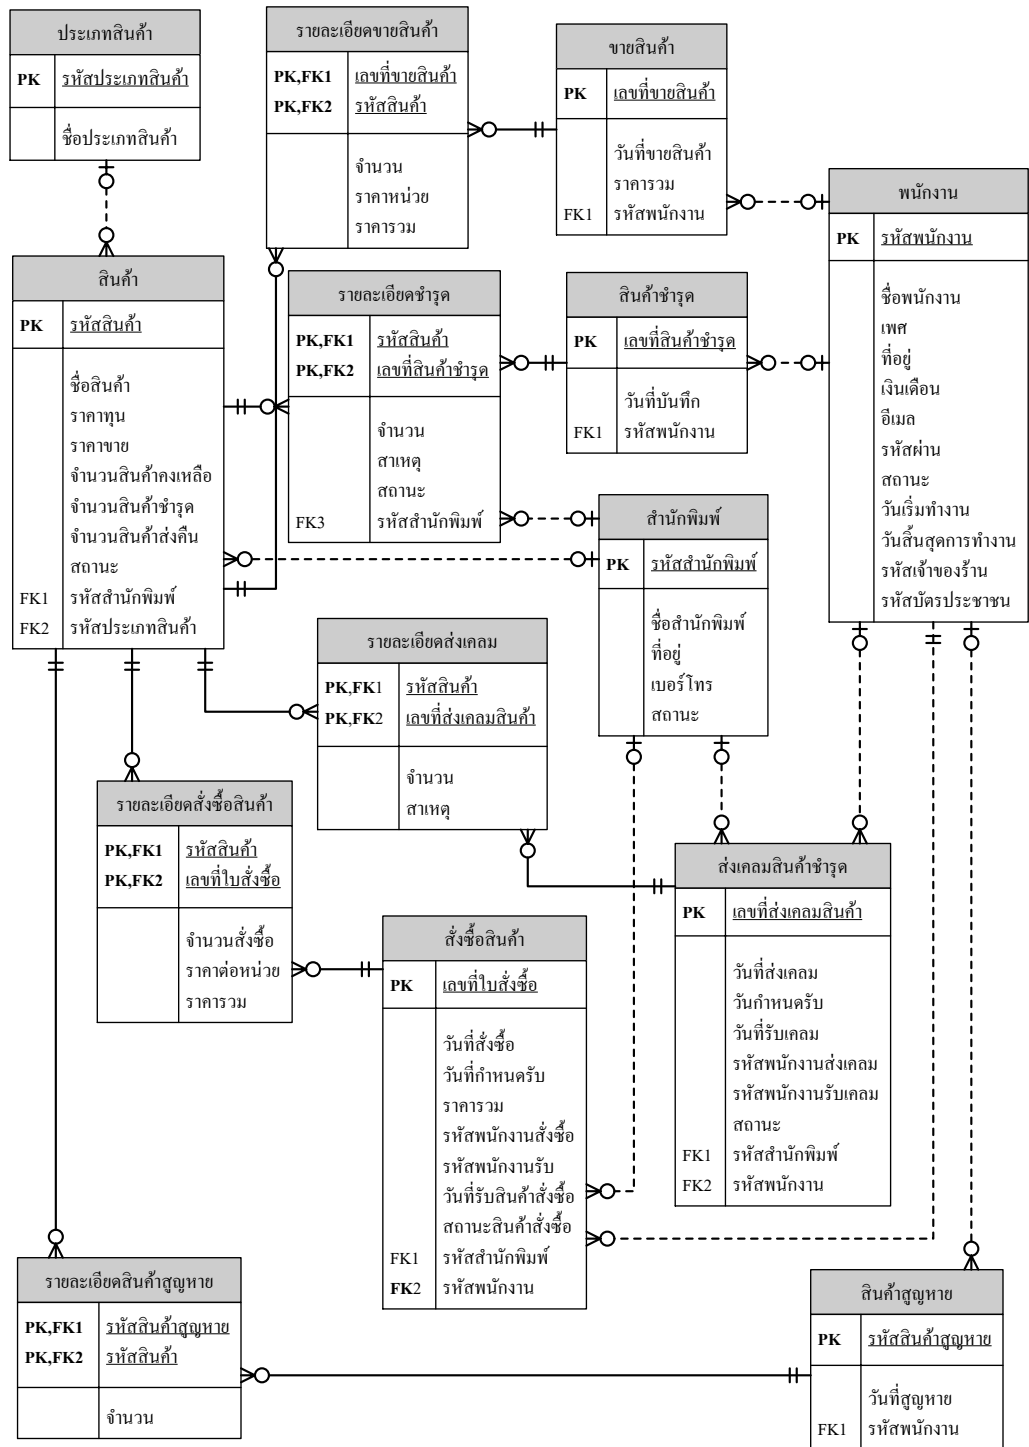 ประเภทสินค้า
PK รหัสประเภทสินค้า
ชื่อประเภทสินค้า
รายละเอียดขายสินค้า
PK,FK1 เลขที่ขายสินค้า
PK,FK2 รหัสสินค้า
จำนวน
ราคาหน่วย
ราคารวม
ขายสินค้า
PK เลขที่ขายสินค้า
วันที่ขายสินค้า
ราคารวม
FK1 รหัสพนักงาน
พนักงาน
PK รหัสพนักงาน
ชื่อพนักงาน
เพศ
ที่อยู่
เงินเดือน
อีเมล
รหัสผ่าน
สถานะ
วันเริ่มทำงาน
วันสิ้นสุดการทำงาน
รหัสเจ้าของร้าน
รหัสบัตรประชาชน
สินค้า
PK รหัสสินค้า
ชื่อสินค้า
ราคาทุน
ราคาขาย
จำนวนสินค้าคงเหลือ
จำนวนสินค้าชำรุด
จำนวนสินค้าส่งคืน
สถานะ
FK1 รหัสสำนักพิมพ์
FK2 รหัสประเภทสินค้า
รายละเอียดชำรุด
PK,FK1 รหัสสินค้า
PK,FK2 เลขที่สินค้าชำรุด
จำนวน
สาเหตุ
สถานะ
FK3 รหัสสำนักพิมพ์
สินค้าชำรุด
PK เลขที่สินค้าชำรุด
วันที่บันทึก
FK1 รหัสพนักงาน
สำนักพิมพ์
PK รหัสสำนักพิมพ์
ชื่อสำนักพิมพ์
ที่อยู่
เบอร์โทร
สถานะ
รายละเอียดส่งเคลม
PK,FK1 รหัสสินค้า
PK,FK2 เลขที่ส่งเคลมสินค้า
จำนวน
สาเหตุ
รายละเอียดสั่งซื้อสินค้า
PK,FK1 รหัสสินค้า
PK,FK2 เลขที่ใบสั่งซื้อ
จำนวนสั่งซื้อ
ราคาต่อหน่วย
ราคารวม
ส่งเคลมสินค้าชำรุด
PK เลขที่ส่งเคลมสินค้า
วันที่ส่งเคลม
วันกำหนดรับ
วันที่รับเคลม
รหัสพนักงานส่งเคลม
รหัสพนักงานรับเคลม
สถานะ
FK1 รหัสสำนักพิมพ์
FK2 รหัสพนักงาน
สั่งซื้อสินค้า
PK เลขที่ใบสั่งซื้อ
วันที่สั่งซื้อ
วันที่กำหนดรับ
ราคารวม
รหัสพนักงานสั่งซื้อ
รหัสพนักงานรับ
วันที่รับสินค้าสั่งซื้อ
สถานะสินค้าสั่งซื้อ
FK1 รหัสสำนักพิมพ์
FK2 รหัสพนักงาน
รายละเอียดสินค้าสูญหาย
PK,FK1 รหัสสินค้าสูญหาย
PK,FK2 รหัสสินค้า
จำนวน
สินค้าสูญหาย
PK รหัสสินค้าสูญหาย
วันที่สูญหาย
FK1 รหัสพนักงาน